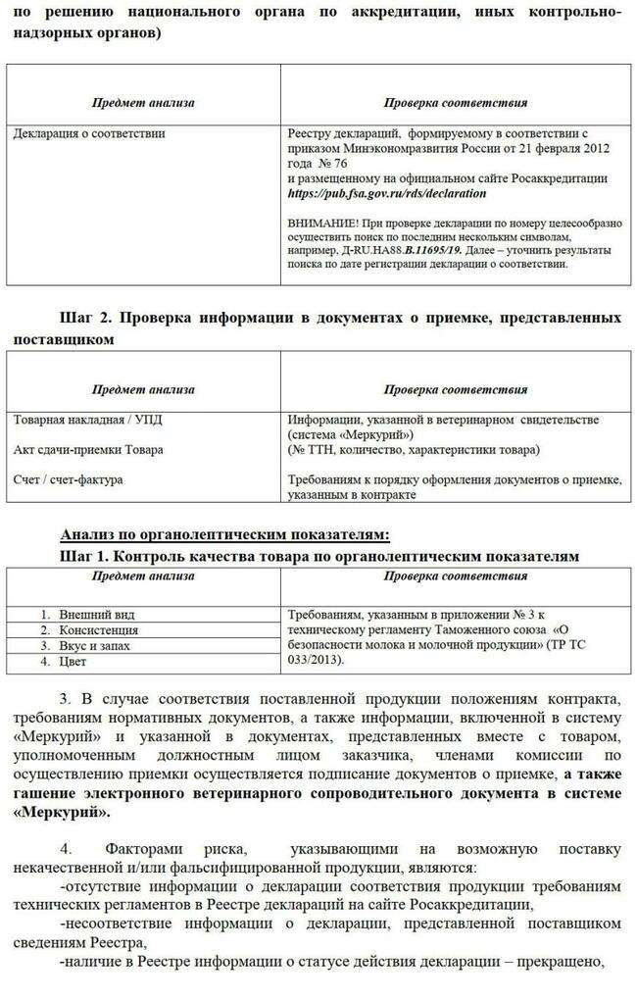 по решению национального органа по аккредитации, иных контрольно-
надзорных органов)
Предмет анализа
Проверка соответствия
Декларация о соответствии
Реестру деклараций, формируемому в соответствии с
приказом Минэкономразвития России от 21 февраля 2012
года № 76
и размещенному на официальном сайте Росаккредитации
https://pub.fsa.gov.ru/rds/declaration
ВНИМАНИЕ! При проверке декларации по номеру целесообразно
осуществить поиск по последним нескольким символам,
например, Д-RU.НА88.В.11695/19. Далее – уточнить результаты
поиска по дате регистрации декларации о соответствии.
Шаг 2. Проверка информации в документах о приемке, представленных
поставщиком
Предмет анализа
Проверка соответствия
Товарная накладная / УПД
Акт сдачи-приемки Товара
Счет / счет-фактура
Информации, указанной в ветеринарном свидетельстве
(система «Меркурий»)
(№ ТТН, количество, характеристики товара)
Требованиям к порядку оформления документов о приемке,
указанным в контракте
Анализ по органолептическим показателям:
Шаг 1. Контроль качества товара по органолептическим показателям
Предмет анализа
Проверка соответствия
1. Внешний вид
2. Консистенция
3. Вкус и запах
4. Цвет
Требованиям, указанным в приложении № 3 к
техническому регламенту Таможенного союза «О
безопасности молока и молочной продукции» (ТР ТС
033/2013).
3. В случае соответствия поставленной продукции положениям контракта,
требованиям нормативных документов, а также информации, включенной в систему
«Меркурий» и указанной в документах, представленных вместе с товаром,
уполномоченным должностным лицом заказчика, членами комиссии по
осуществлению приемки осуществляется подписание документов о приемке, а также
гашение электронного ветеринарного сопроводительного документа в системе
«Меркурий».
4. Факторами риска, указывающими на возможную поставку
некачественной и/или фальсифицированной продукции, являются:
-отсутствие информации о декларации соответствия продукции требованиям
технических регламентов в Реестре деклараций на сайте Росаккредитации,
-несоответствие информации о декларации, представленной поставщиком
сведениям Реестра,
-наличие в Реестре информации о статусе действия декларации – прекращено,